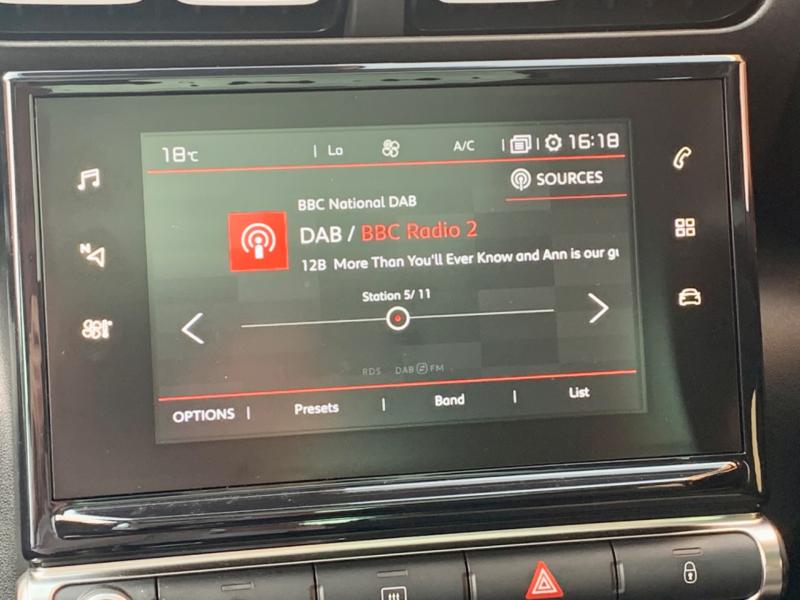 18°C | Lo A/C | | 16:18
SOURCES
BBC National DAB
DAB / BBC Radio 2
12B More Than You'll Ever Know and Ann is our
Station 5/ 11
N
RDS DAB FM
OPTIONS | Presets | Band | List